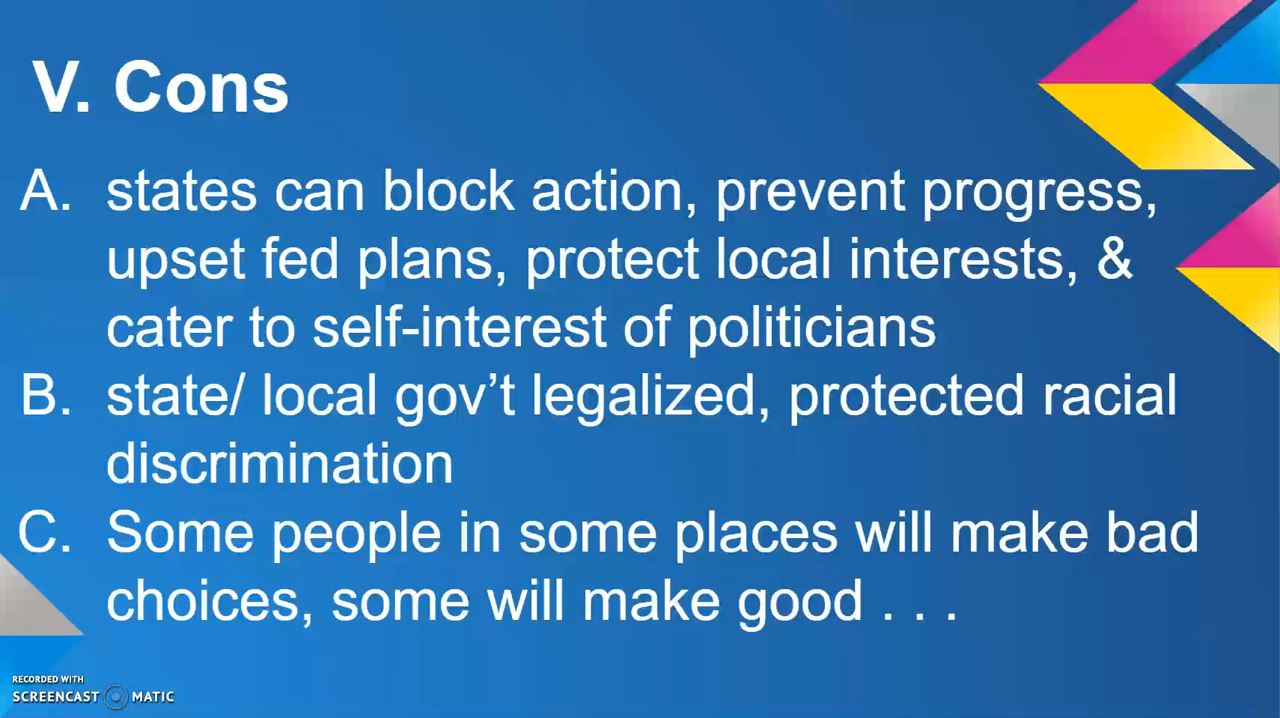 V. Cons
A. states can block action, prevent progress,
upset fed plans, protect local interests, &
cater to self-interest of politicians
B. state/ local gov’t legalized, protected racial
discrimination
C. Some people in some places will make bad
choices, some will make good . . .
RECORDED WITH
SCREENCAST MATIC